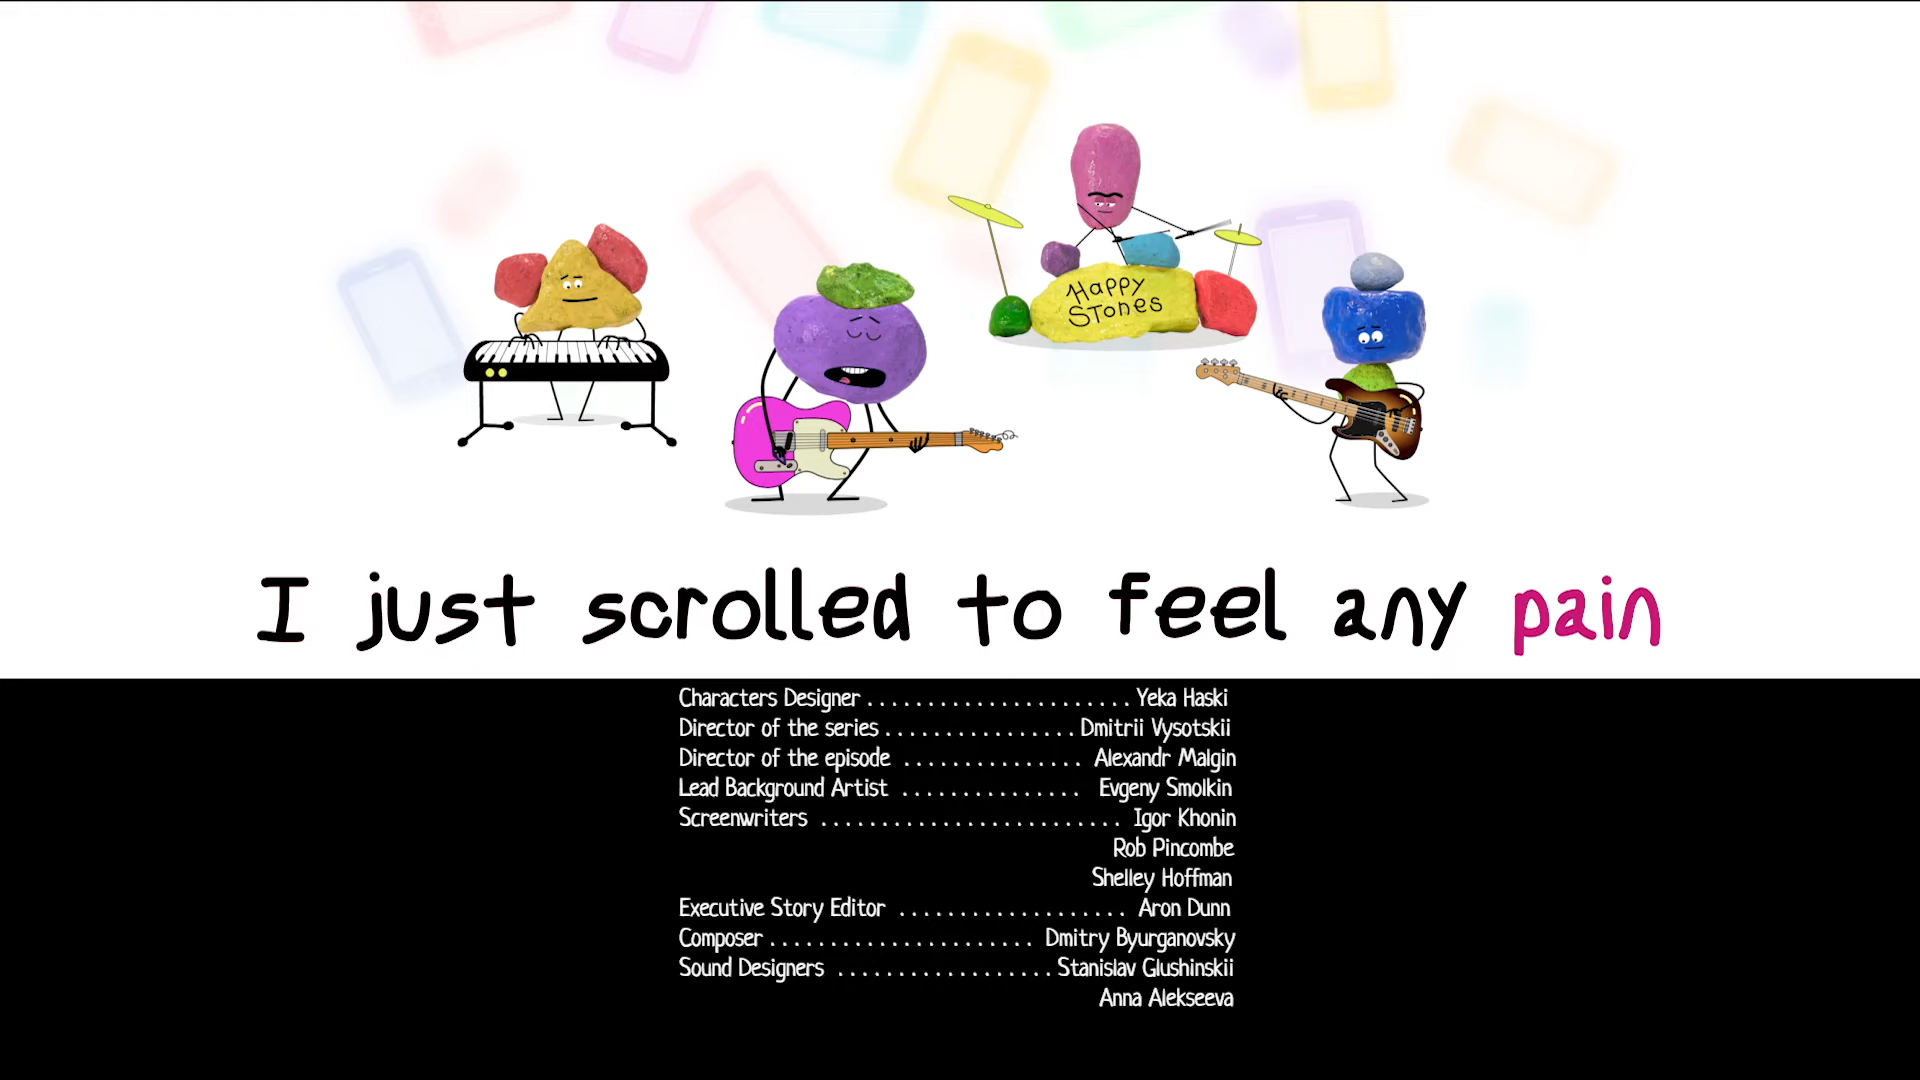 Happy
Stones
I just scrolled to feel any pain
Characters Designer . . . . . . . . . . . . . . . . . . . . . . Yeka Haski
Director of the series . . . . . . . . . . . . . . . . Dmitrii Vysotskii
Director of the episode . . . . . . . . . . . . . . . Alexandr Malgin
Lead Background Artist . . . . . . . . . . . . . . . Evgeny Smolkin
Screenwriters . . . . . . . . . . . . . . . . . . . . . . . . . Igor Khonin
Rob Pincombe
Shelley Hoffman
Executive Story Editor . . . . . . . . . . . . . . . . . . . Aron Dunn
Composer . . . . . . . . . . . . . . . . . . . . . . Dmitry Byurganovsky
Sound Designers . . . . . . . . . . . . . . . . . . Stanislav Glushinskii
Anna Alekseeva